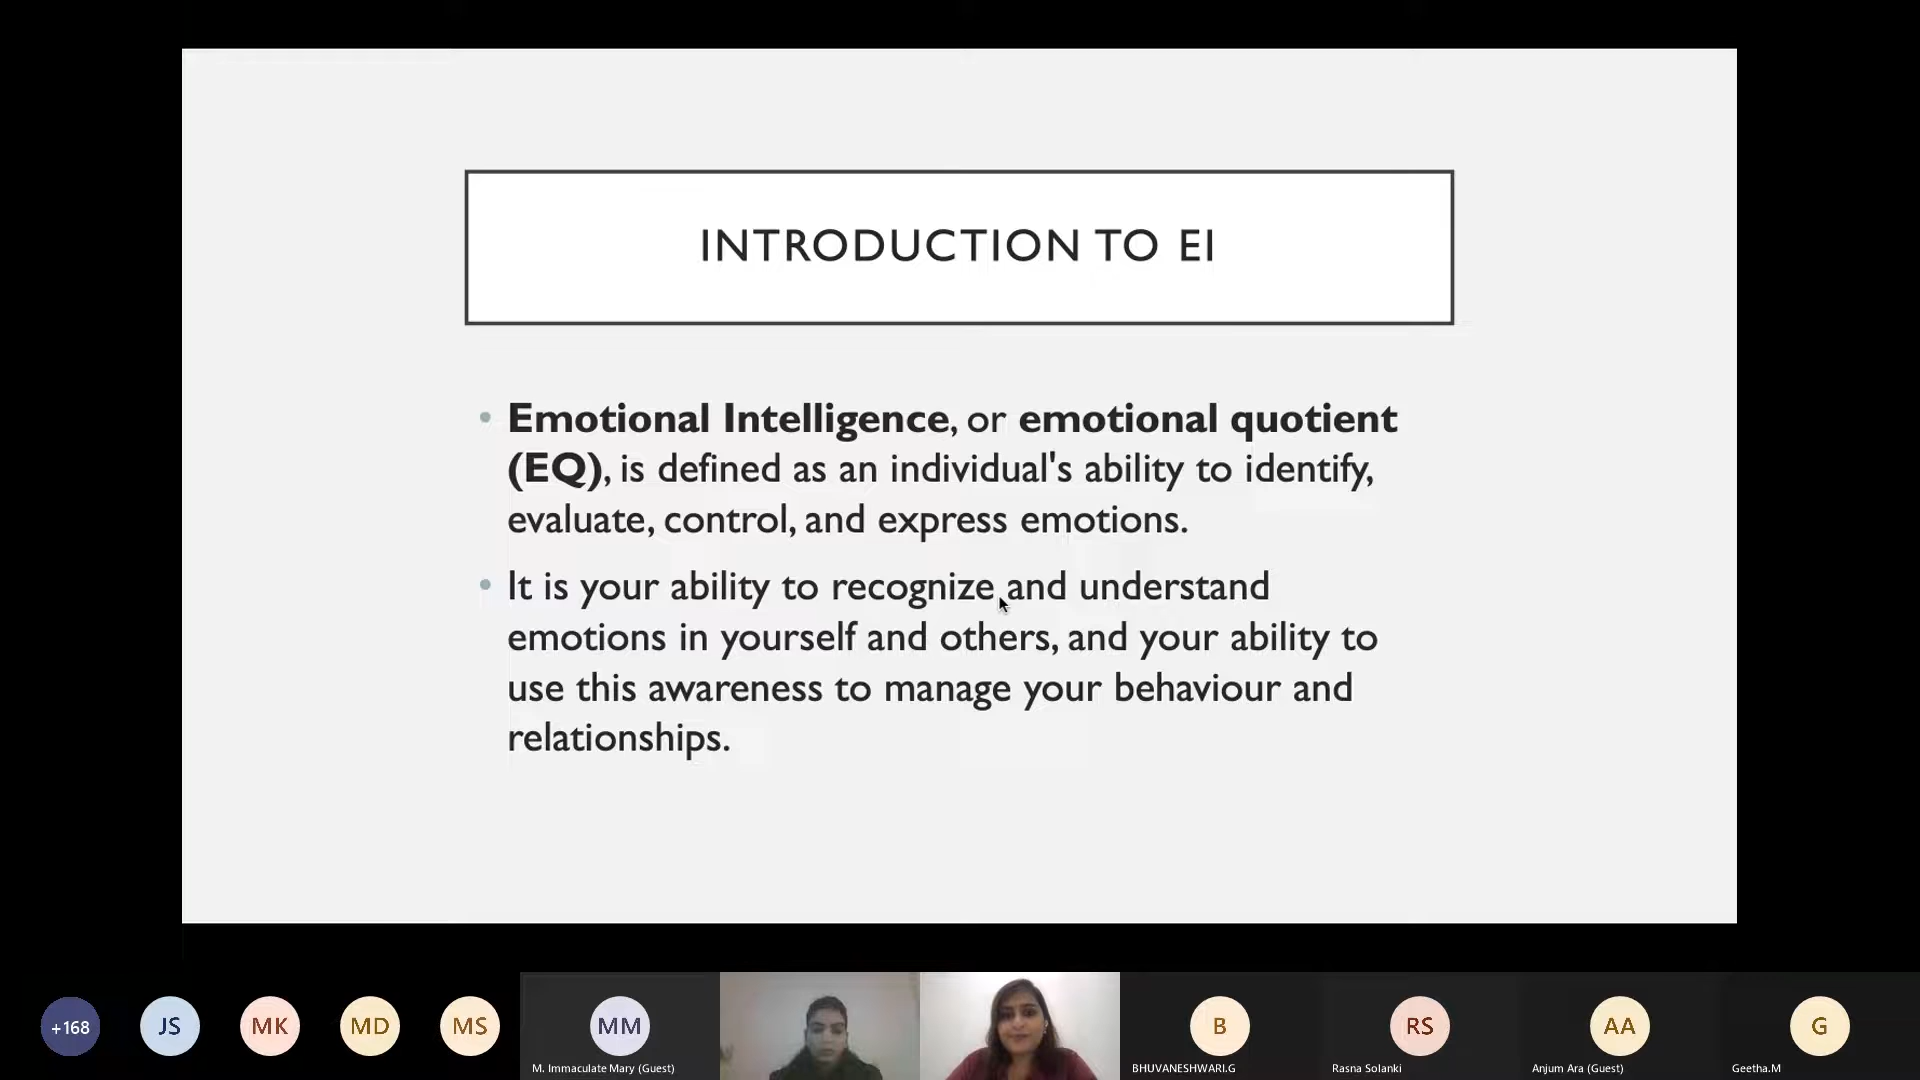 INTRODUCTION TO EI
• Emotional Intelligence, or emotional quotient
(EQ), is defined as an individual's ability to identify,
evaluate, control, and express emotions.
• It is your ability to recognize and understand
emotions in yourself and others, and your ability to
use this awareness to manage your behaviour and
relationships.
+168
JS
MK
MD
MS
MM
M. Immaculate Mary (Guest)
B
BHUVANESHWARI.G
RS
Rasna Solanki
AA
Anjum Ara (Guest)
G
Geetha.M